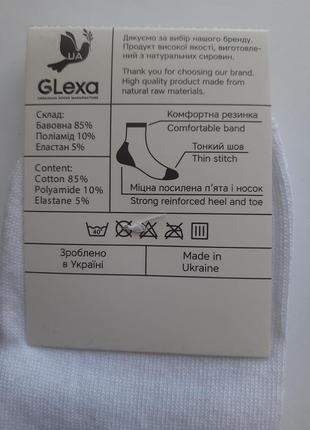 UA
GLexa
UKRAINIAN SOCKS MANUFACTURE
Дякуємо за вибір нашого бренду.
Продукт високої якості, виготовлений
з натуральних сировин.
Thank you for choosing our brand.
High quality product made from
natural raw materials.
Склад:
Бавовна 85%
Поліамід 10%
Еластан 5%
Content:
Cotton 85%
Polyamide 10%
Elastane 5%
Комфортна резинка
Comfortable band
Тонкий шов
Thin stitch
Міцна посилена п’ята і носок
Strong reinforced heel and toe
40
Зроблено
в Україні
Made in
Ukraine